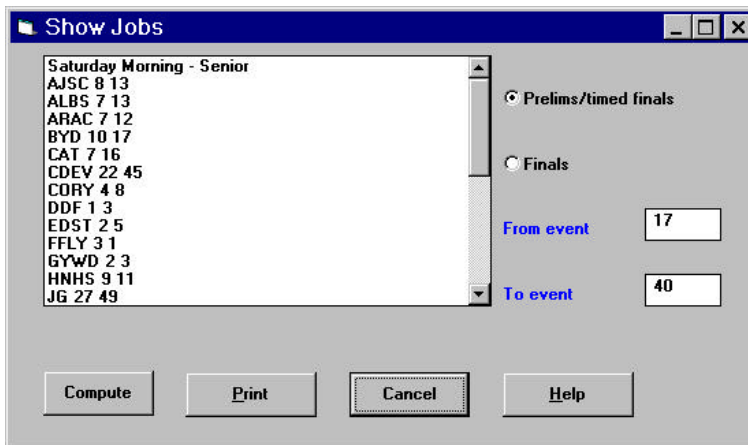 Show Jobs
Saturday Morning - Senior
AJSC 8 13
ALBS 7 13
ARAC 7 12
BYD 10 17
CAT 7 16
CDEV 22 45
CORY 4 8
DDF 1 3
EDST 2 5
FFLY 3 1
GYWD 2 3
HNHS 9 11
JG 27 49
Prelims/timed finals
Finals
From event 17
To event 40
Compute Print Cancel Help